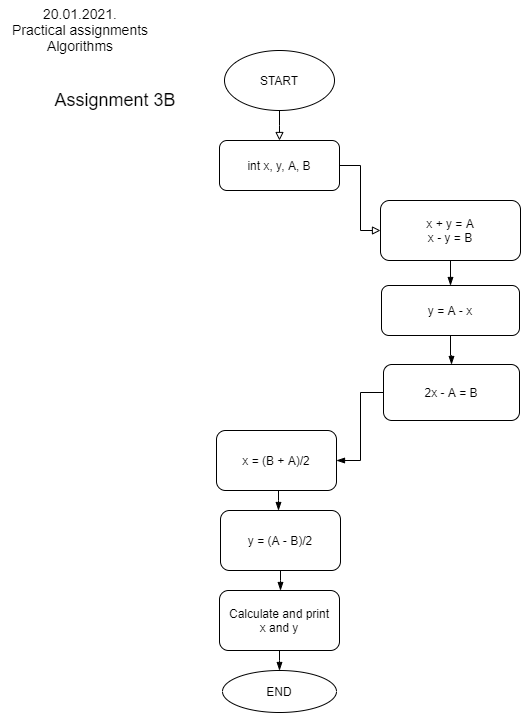 20.01.2021.
Practical assignments
Algorithms
Assignment 3B
START
int x, y, A, B
x + y = A
x - y = B
y = A - x
2x - A = B
x = (B + A)/2
y = (A - B)/2
Calculate and print
x and y
END